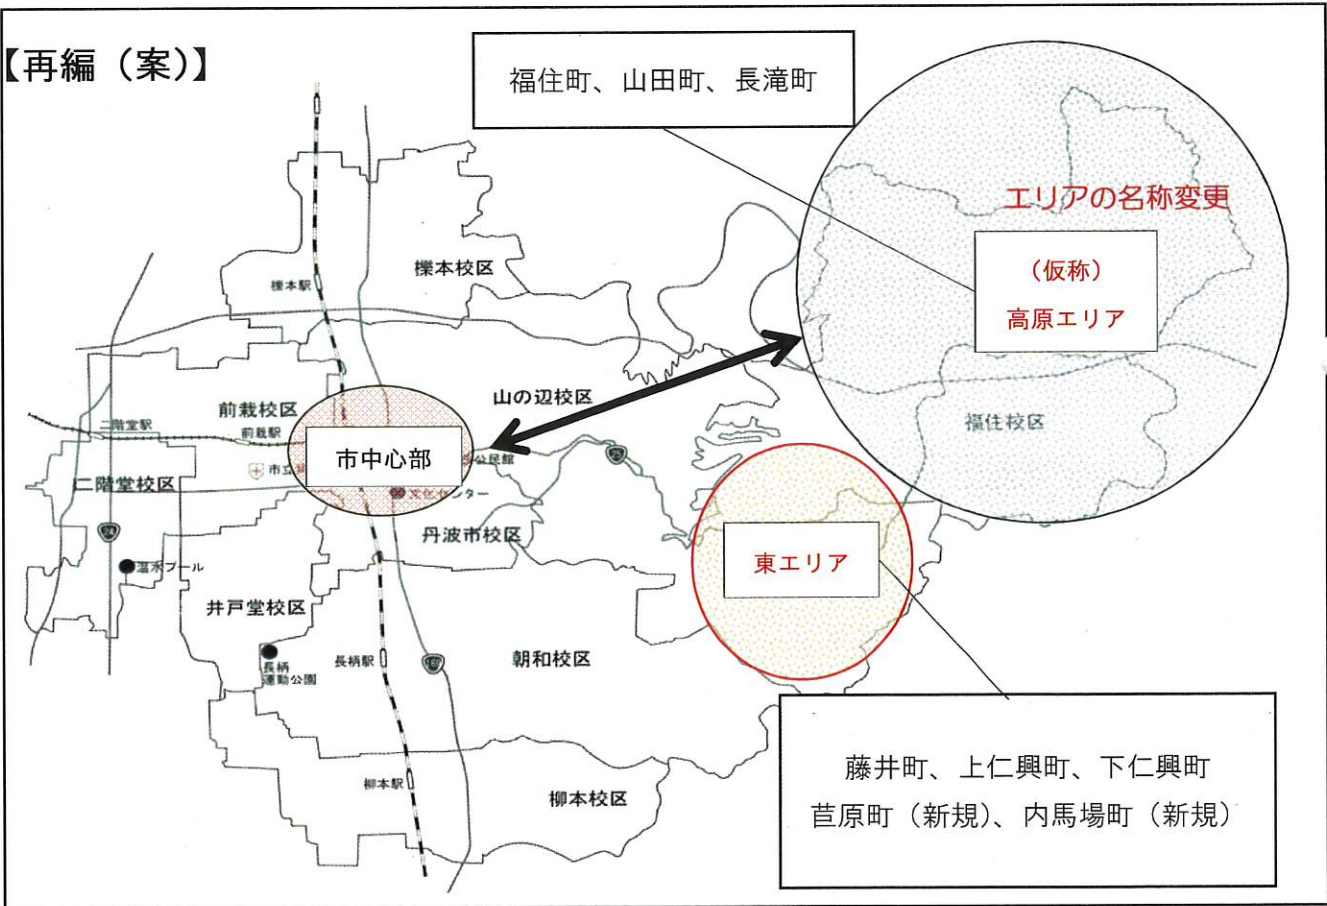 【再編（案）】
福住町、山田町、長滝町
エリアの名称変更
（仮称）
高原エリア
櫟本校区
櫟本駅
山の辺校区
福住校区
前栽校区
二階堂駅
前栽駅
市中心部
公民館
市立
二階堂校区
文化センター
25
24
丹波市校区
東エリア
温水プール
井戸堂校区
長柄
運動公園
長柄駅
169
朝和校区
藤井町、上仁興町、下仁興町
苣原町（新規）、内馬場町（新規）
柳本駅
柳本校区